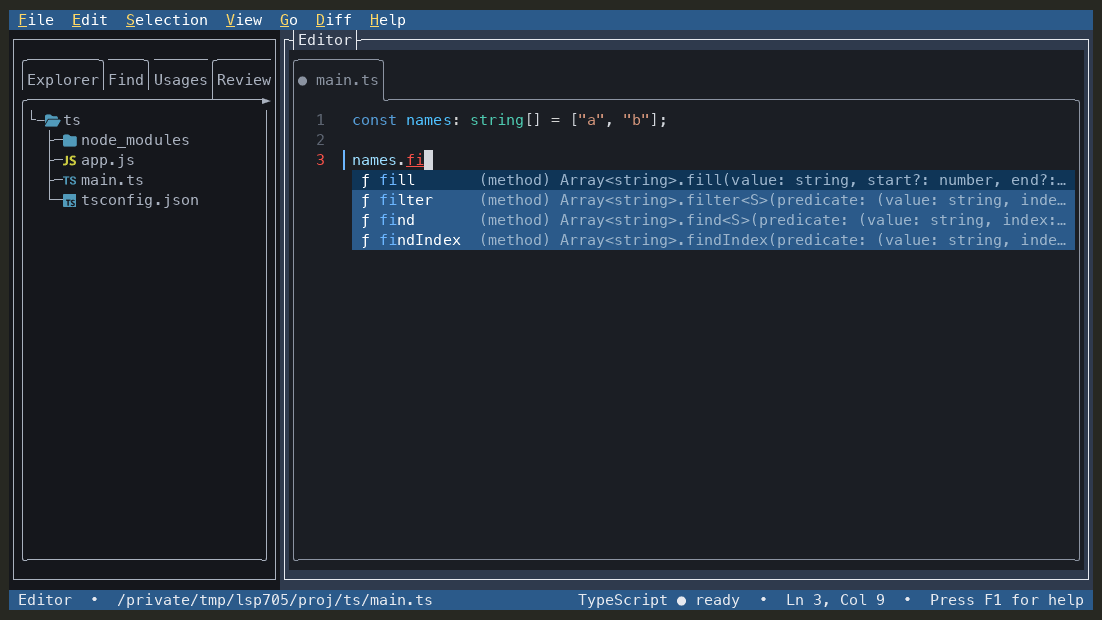 File Edit Selection View Go Diff Help
Editor
Explorer Find Usages Review
● main.ts
ts
node_modules
JS app.js
TS main.ts
TS tsconfig.json
1 const names: string[] = ["a", "b"];
2
3 names.fi
ƒ fill (method) Array<string>.fill(value: string, start?: number, end?:…
ƒ filter (method) Array<string>.filter<S>(predicate: (value: string, inde…
ƒ find (method) Array<string>.find<S>(predicate: (value: string, index:…
ƒ findIndex (method) Array<string>.findIndex(predicate: (value: string, inde…
Editor • /private/tmp/lsp705/proj/ts/main.ts TypeScript ● ready • Ln 3, Col 9 • Press F1 for help